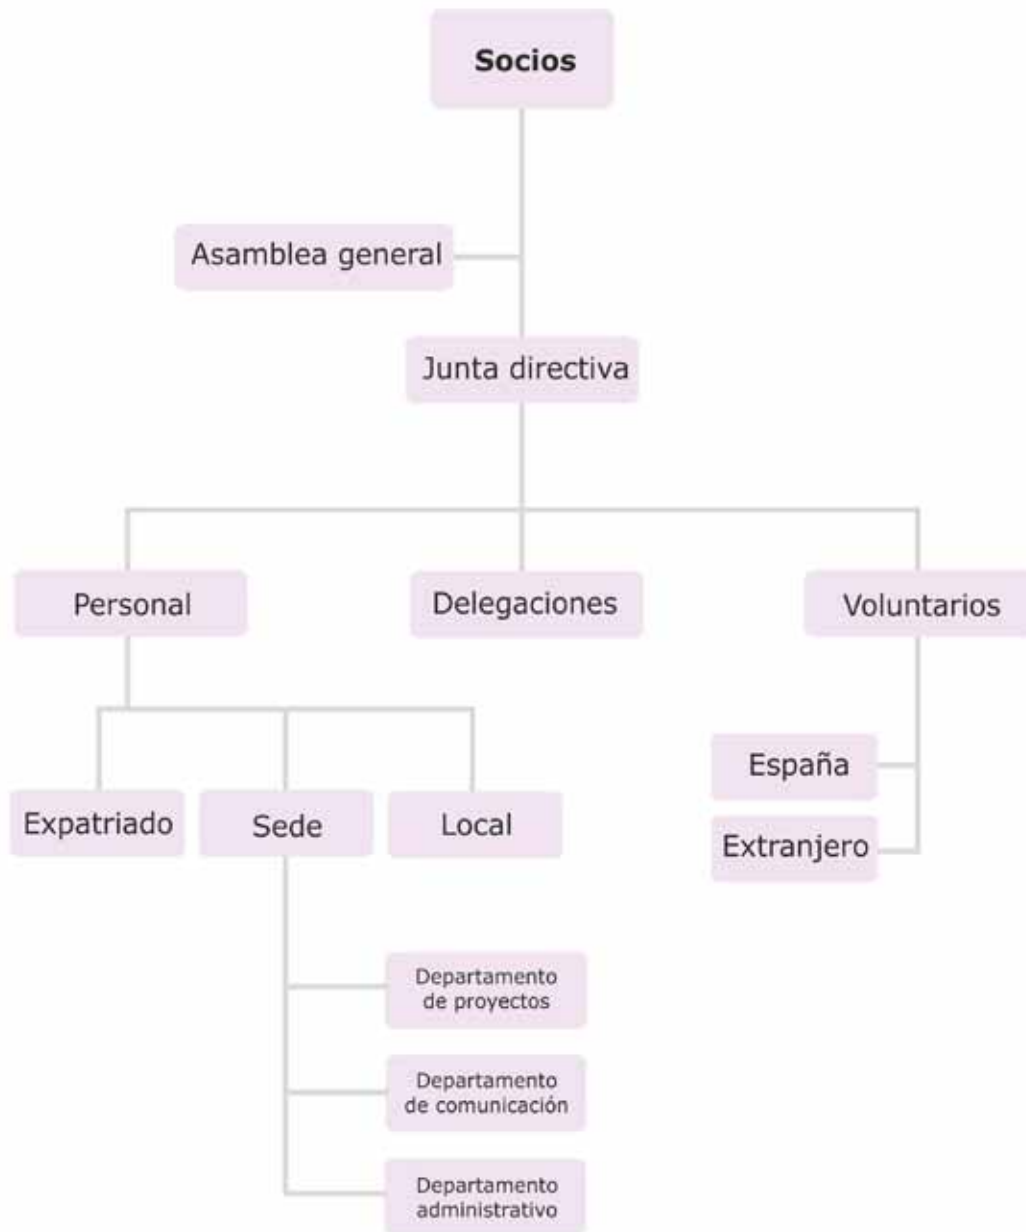 Socios
Asamblea general
Junta directiva
Personal
Delegaciones
Voluntarios
España
Extranjero
Expatriado
Sede
Local
Departamento
de proyectos
Departamento
de comunicación
Departamento
administrativo